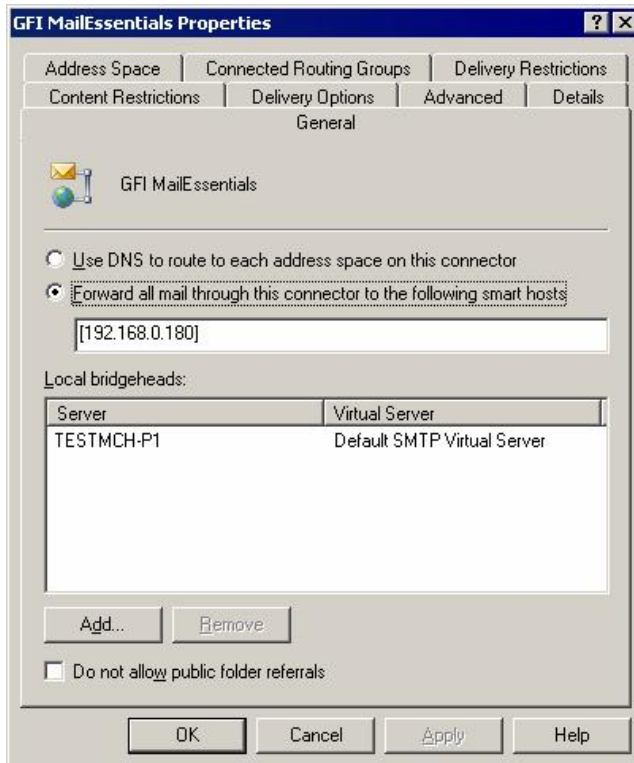 GFI MailEssentials Properties
Address Space Connected Routing Groups Delivery Restrictions
Content Restrictions Delivery Options Advanced Details
General
GFI MailEssentials
Use DNS to route to each address space on this connector
Forward all mail through this connector to the following smart hosts
[192.168.0.180]
Local bridgeheads:
Server Virtual Server
TESTMCH-P1 Default SMTP Virtual Server
Add... Remove
Do not allow public folder referrals
OK Cancel Apply Help